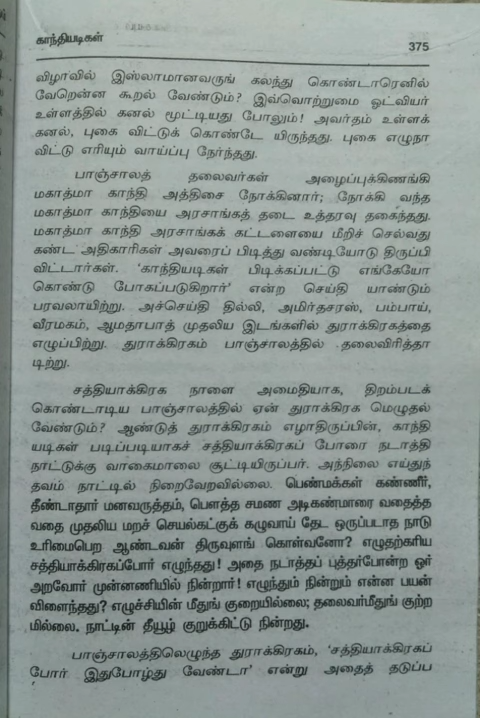 காந்தியடிகள்
375
விழாவில் இஸ்லாமானவருங் கலந்து கொண்டாரெனில்
வேறென்ன கூறல் வேண்டும்? இவ்வொற்றுமை ஓட்வியர்
உள்ளத்தில் கனல் மூட்டியது போலும்! அவர்தம் உள்ளக்
கனல், புகை விட்டுக் கொண்டே யிருந்தது. புகை எழுநா
விட்டு எரியும் வாய்ப்பு நேர்ந்தது.
பாஞ்சாலத் தலைவர்கள் அழைப்புக்கிணங்கி
மகாத்மா காந்தி அத்திசை நோக்கினார்; நோக்கி வந்த
மகாத்மா காந்தியை அரசாங்கத் தடை உத்தரவு தகைந்தது.
மகாத்மா காந்தி அரசாங்கக் கட்டளையை மீறிச் செல்வது
கண்ட அதிகாரிகள் அவரைப் பிடித்து வண்டியோடு திருப்பி
விட்டார்கள். ‘காந்தியடிகள் பிடிக்கப்பட்டு எங்கேயோ
கொண்டு போகப்படுகிறார்’ என்ற செய்தி யாண்டும்
பரவலாயிற்று. அச்செய்தி தில்லி, அமிர்தசரஸ், பம்பாய்,
வீரமகம், ஆமதாபாத் முதலிய இடங்களில் துராக்கிரகத்தை
எழுப்பிற்று. துராக்கிரகம் பாஞ்சாலத்தில் தலைவிரித்தா
டிற்று.
சத்தியாக்கிரக நாளை அமைதியாக, திறம்படக்
கொண்டாடிய பாஞ்சாலத்தில் ஏன் துராக்கிரக மெழுதல்
வேண்டும்? ஆண்டுத் துராக்கிரகம் எழாதிருப்பின், காந்தி
யடிகள் படிப்படியாகச் சத்தியாக்கிரகப் போரை நடாத்தி
நாட்டுக்கு வாகைமாலை சூட்டியிருப்பர். அந்நிலை எய்துந்
தவம் நாட்டில் நிறைவேறவில்லை. பெண்மக்கள் கண்ணீர்,
தீண்டாதார் மனவருத்தம், பௌத்த சமண அடிகண்மாரை வதைத்த
வதை முதலிய மறச் செயல்கட்குக் கழுவாய் தேட ஒருப்படாத நாடு
உரிமைபெற ஆண்டவன் திருவுளங் கொள்வனோ? எழுதற்கரிய
சத்தியாக்கிரகப்போர் எழுந்தது! அதை நடாத்தப் புத்தர்போன்ற ஓர்
அறவோர் முன்னணியில் நின்றார்! எழுந்தும் நின்றும் என்ன பயன்
விளைந்தது? எழுச்சியின் மீதுங் குறையில்லை; தலைவர்மீதுங் குற்ற
மில்லை. நாட்டின் தீயூழ் குறுக்கிட்டு நின்றது.
பாஞ்சாலத்திலெழுந்த துராக்கிரகம், ‘சத்தியாக்கிரகப்
போர் இதுபோழ்து வேண்டா’ என்று அதைத் தடுப்ப